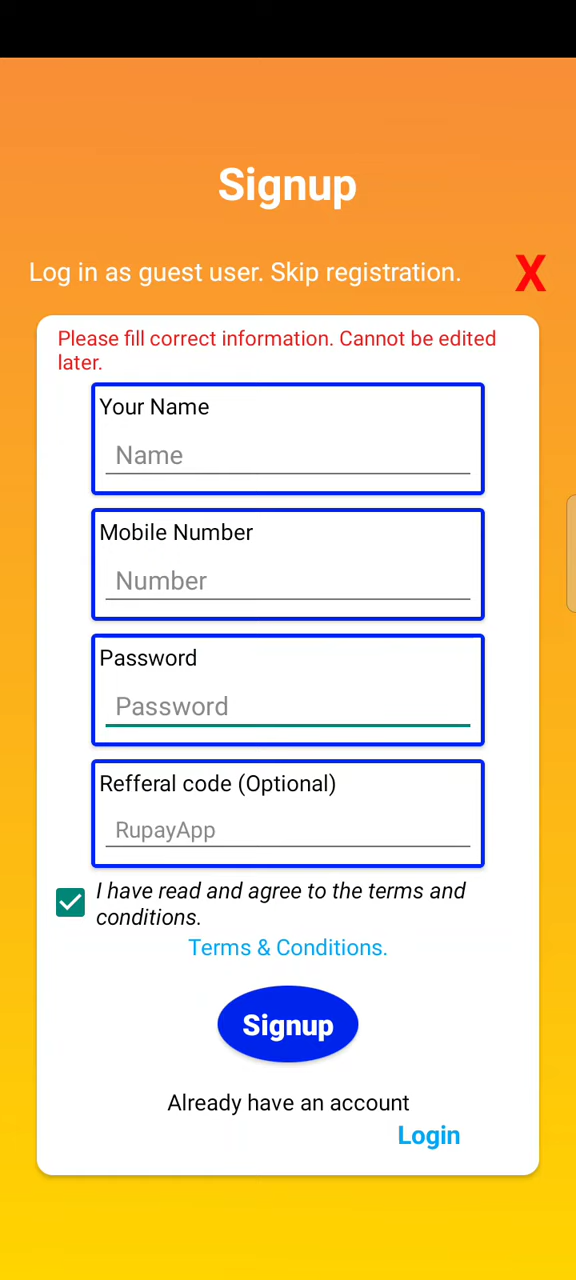 Signup
Log in as guest user. Skip registration. X
Please fill correct information. Cannot be edited
later.
Your Name
Name
Mobile Number
Number
Password
Password
Refferal code (Optional)
RupayApp
I have read and agree to the terms and
conditions.
Terms & Conditions.
Signup
Already have an account
Login